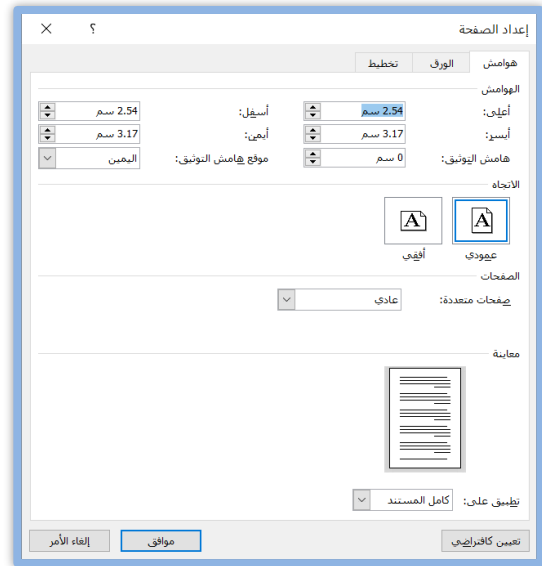 إعداد الصفحة ؟
هوامش الورق تخطيط
الهوامش
أعلى: 2.54 سم أسفل: 2.54 سم
أيسر: 3.17 سم أيمن: 3.17 سم
هامش التوثيق: 0 سم موقع هامش التوثيق: اليمين
الاتجاه
A A
عمودي أفقي
الصفحات
صفحات متعددة: عادي
معاينة
تطبيق على: كامل المستند
تعيين كافتراضي موافق إلغاء الأمر